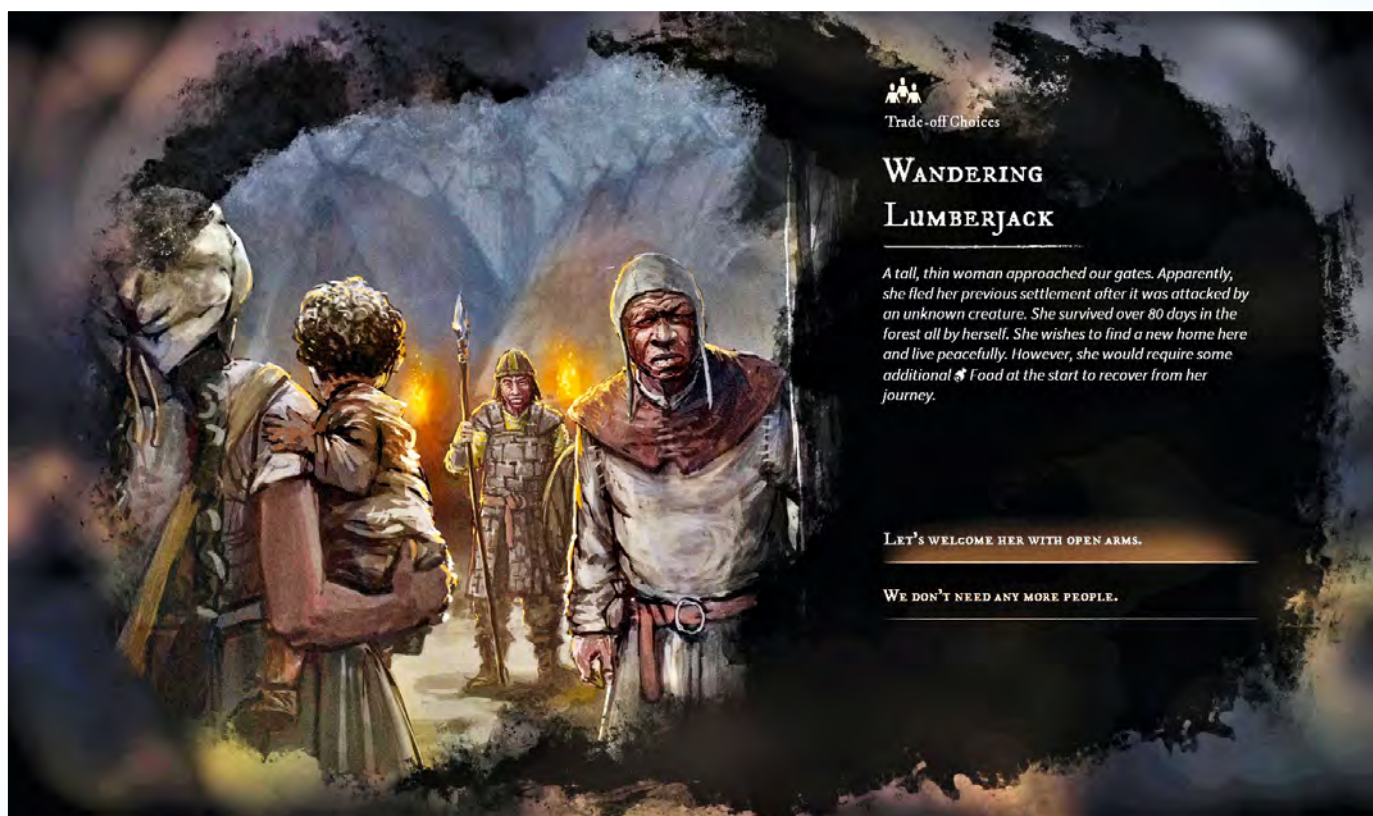 Trade-off Choices
Wandering
Lumberjack
A tall, thin woman approached our gates. Apparently,
she fled her previous settlement after it was attacked by
an unknown creature. She survived over 80 days in the
forest all by herself. She wishes to find a new home here
and live peacefully. However, she would require some
additional Food at the start to recover from her
journey.
Let's welcome her with open arms.
We don't need any more people.